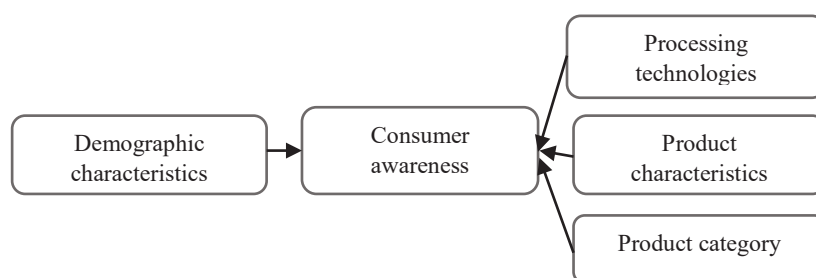 Processing
technologies
Demographic
characteristics
Consumer
awareness
Product
characteristics
Product category